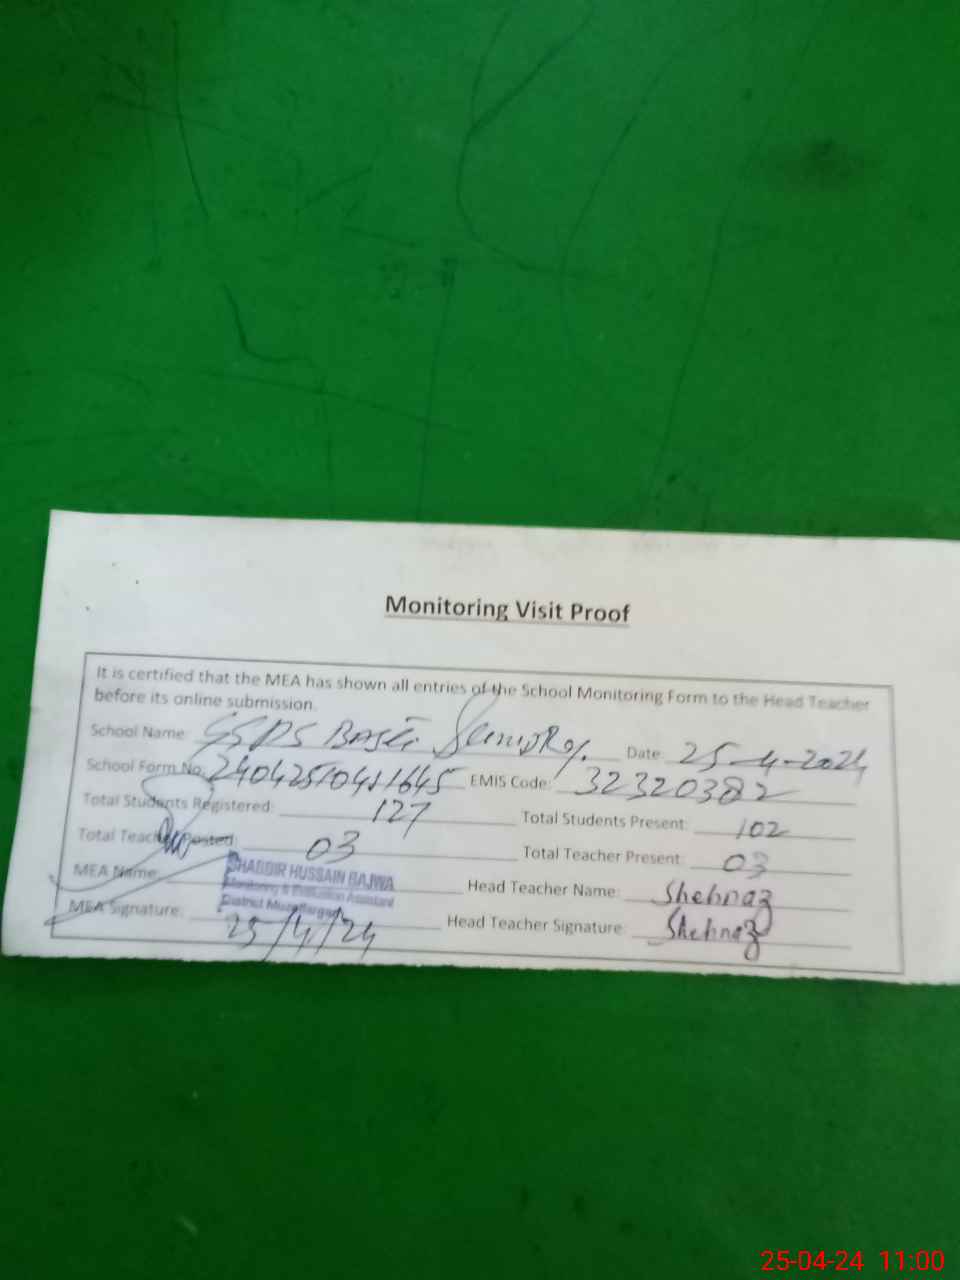 Monitoring Visit Proof
It is certified that the MEA has shown all entries of the School Monitoring Form to the Head Teacher
before its online submission.
School Name: Basti Date: 25-4-2024
School Form No: 24042510411645 EMIS Code: 32320382
Total Students Registered: 127 Total Students Present: 102
Total Teacher Posted: 03 Total Teacher Present: 03
MEA Name: SHABBIR HUSSAIN BAJWA Head Teacher Name: Shehnaz
Monitoring & Evaluation Assistant
District Muzaffargarh
MEA Signature: 25/4/24 Head Teacher Signature: Shehnaz
25-04-24 11:00